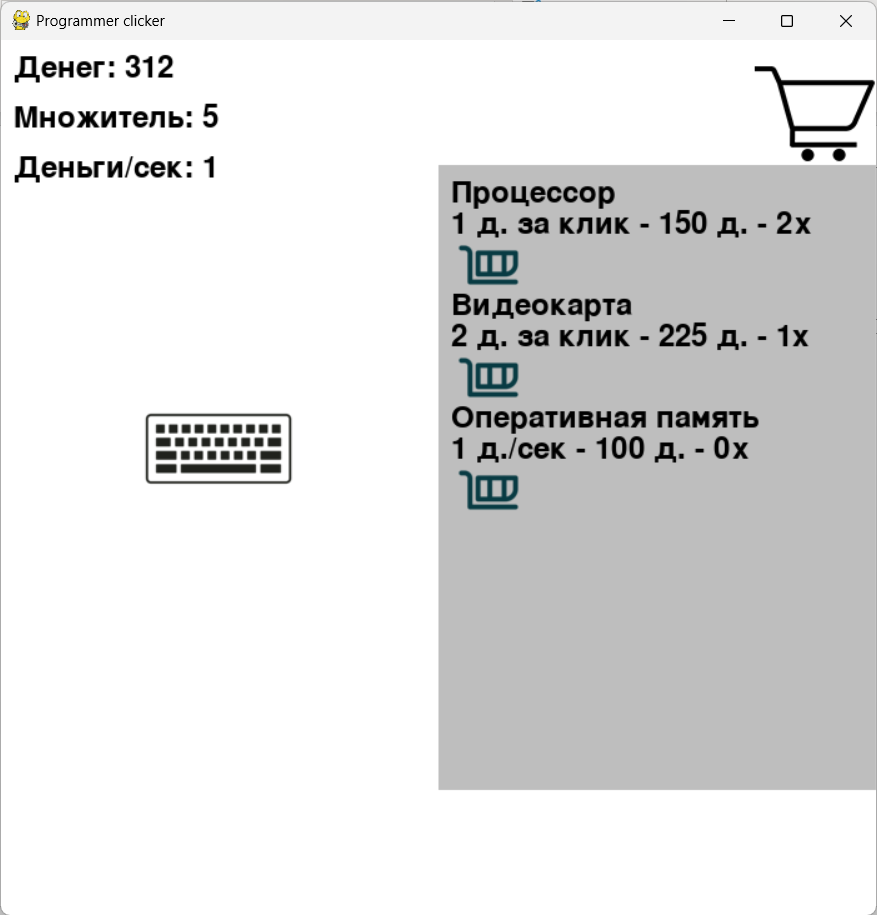 Programmer clicker
Денег: 312
Множитель: 5
Деньги/сек: 1
Процессор
1 д. за клик - 150 д. - 2x
Видеокарта
2 д. за клик - 225 д. - 1x
Оперативная память
1 д./сек - 100 д. - 0x